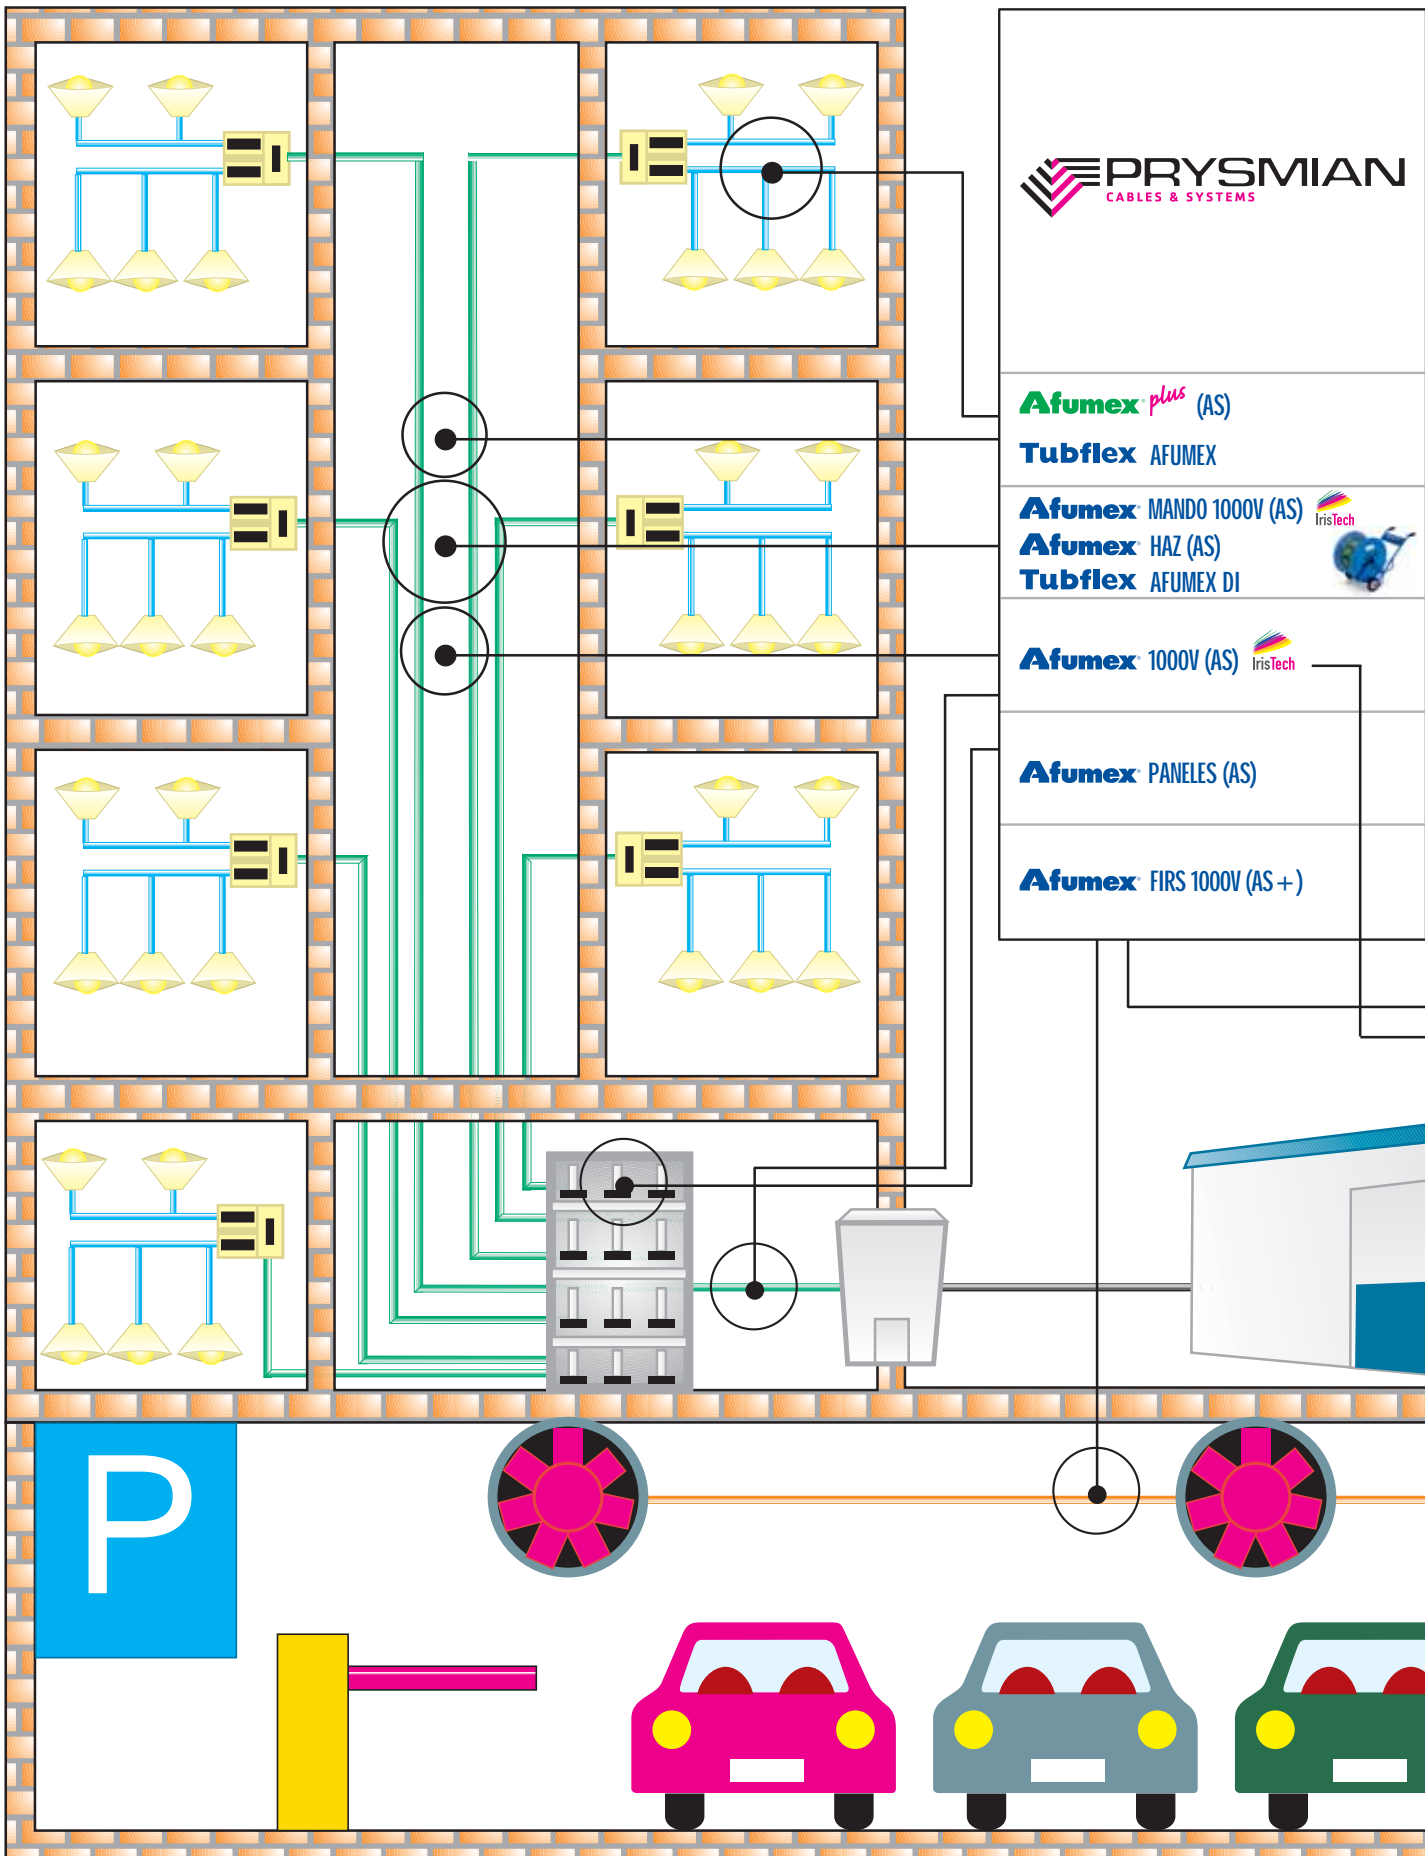 PRYSMIAN
CABLES & SYSTEMS
Afumex plus (AS)
Tubflex AFUMEX
Afumex MANDO 1000V (AS) IrisTech
Afumex HAZ (AS)
Tubflex AFUMEX DI
Afumex 1000V (AS) IrisTech
Afumex PANELES (AS)
Afumex FIRS 1000V (AS+)
P